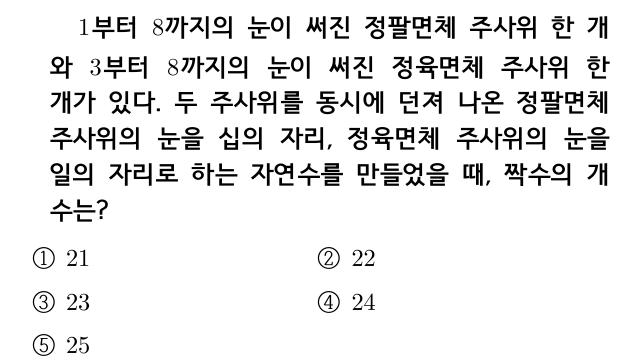 1부터 8까지의 눈이 써진 정팔면체 주사위 한 개
와 3부터 8까지의 눈이 써진 정육면체 주사위 한
개가 있다. 두 주사위를 동시에 던져 나온 정팔면체
주사위의 눈을 십의 자리, 정육면체 주사위의 눈을
일의 자리로 하는 자연수를 만들었을 때, 짝수의 개
수는?
① 21 ② 22
③ 23 ④ 24
⑤ 25